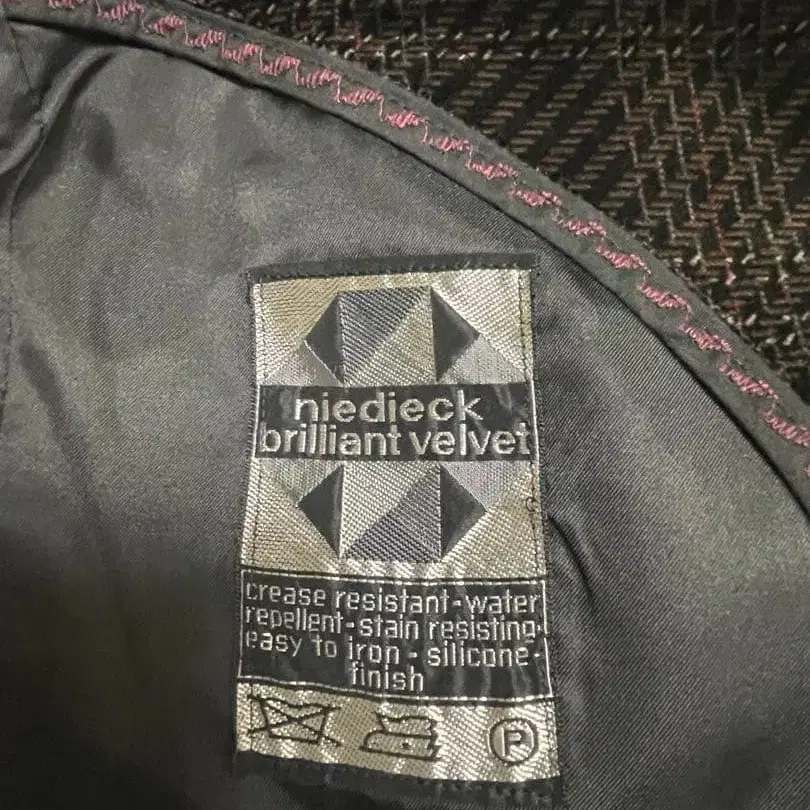 niedieck
brilliant velvet
crease resistant-water
repellent-stain resisting-
easy to iron - silicone-
finish
P